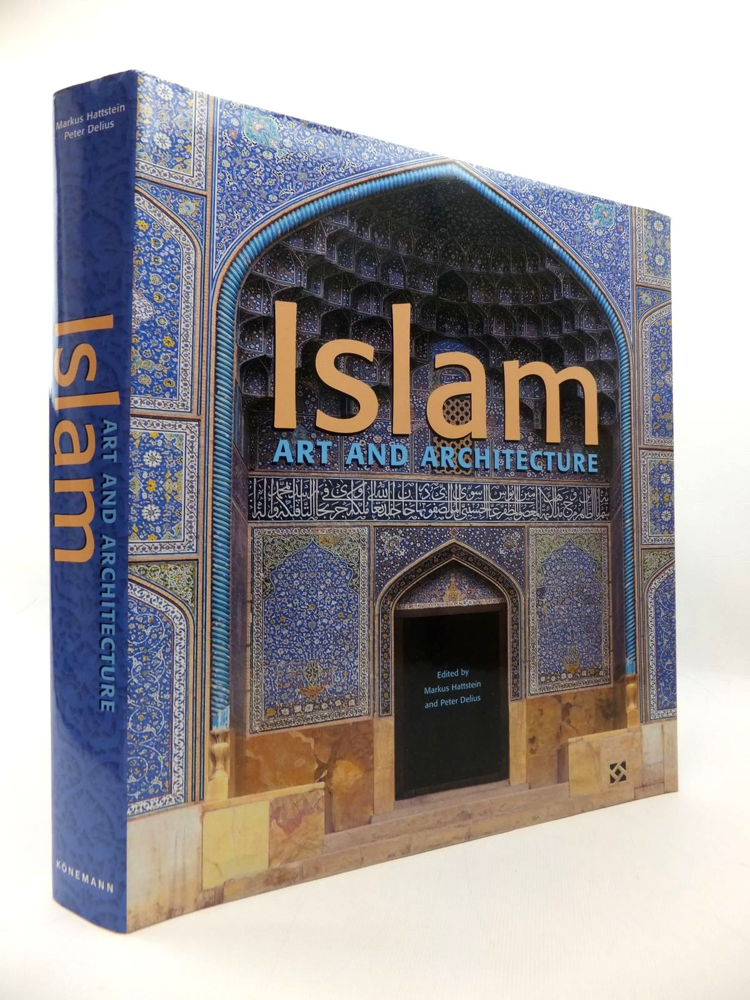 Markus Hattstein
Peter Delius
Islam
ART AND ARCHITECTURE
KÖNEMANN
Islam
ART AND ARCHITECTURE
Edited by
Markus Hattstein
and Peter Delius